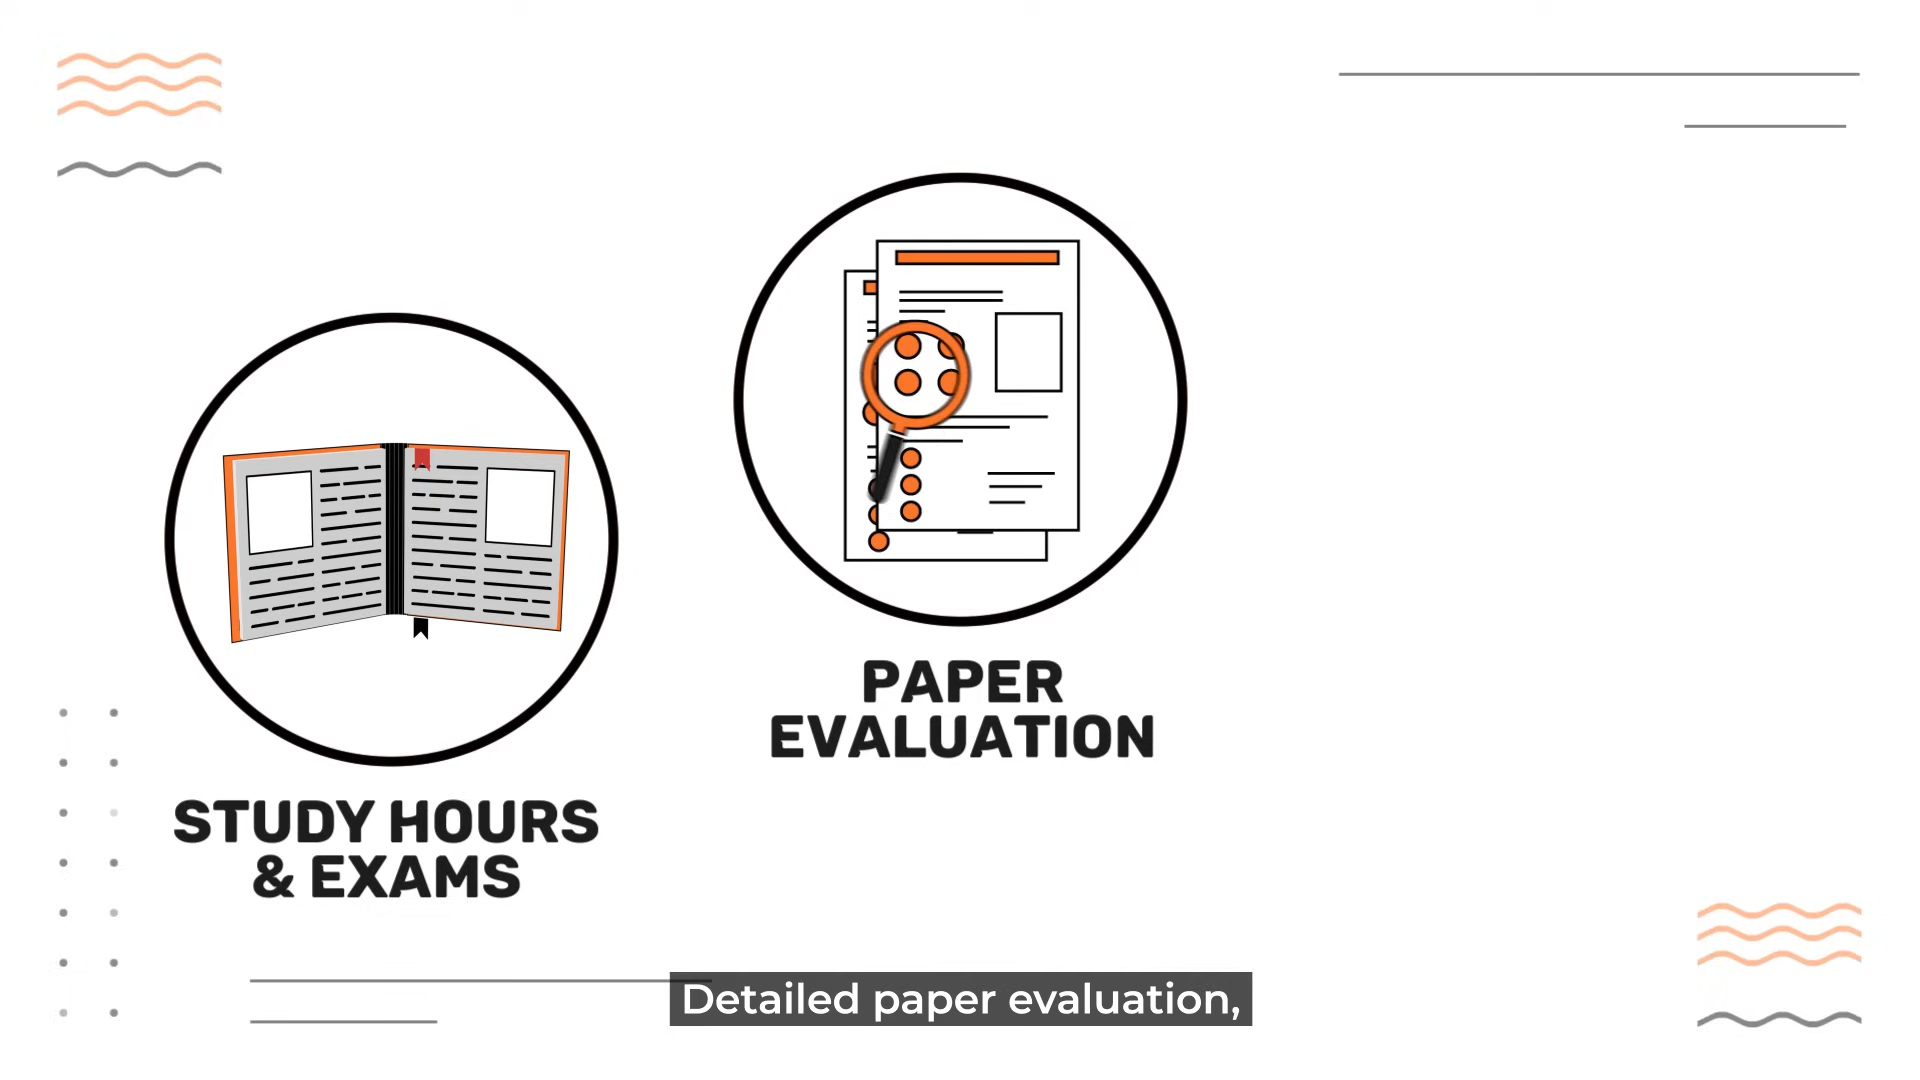 PAPER
EVALUATION
STUDY HOURS
& EXAMS
Detailed paper evaluation,